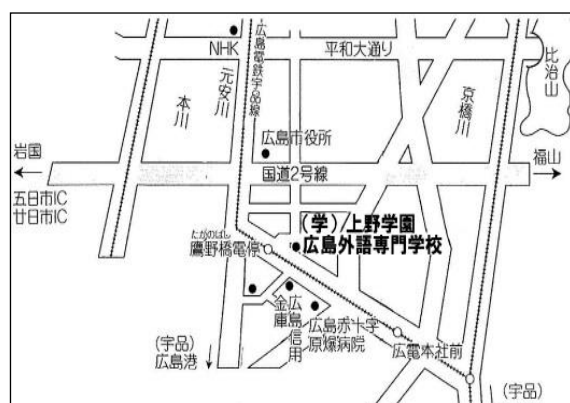 NHK
平和大通り
比治山
広島電鉄宇品線
元安川
本川
京橋川
広島市役所
岩国
国道2号線
福山
五日市IC
廿日市IC
(学)上野学園
広島外語専門学校
たかのばし
鷹野橋電停
広島信用
金庫
広島赤十字
原爆病院
広電本社前
(宇品)
広島港
(宇品)